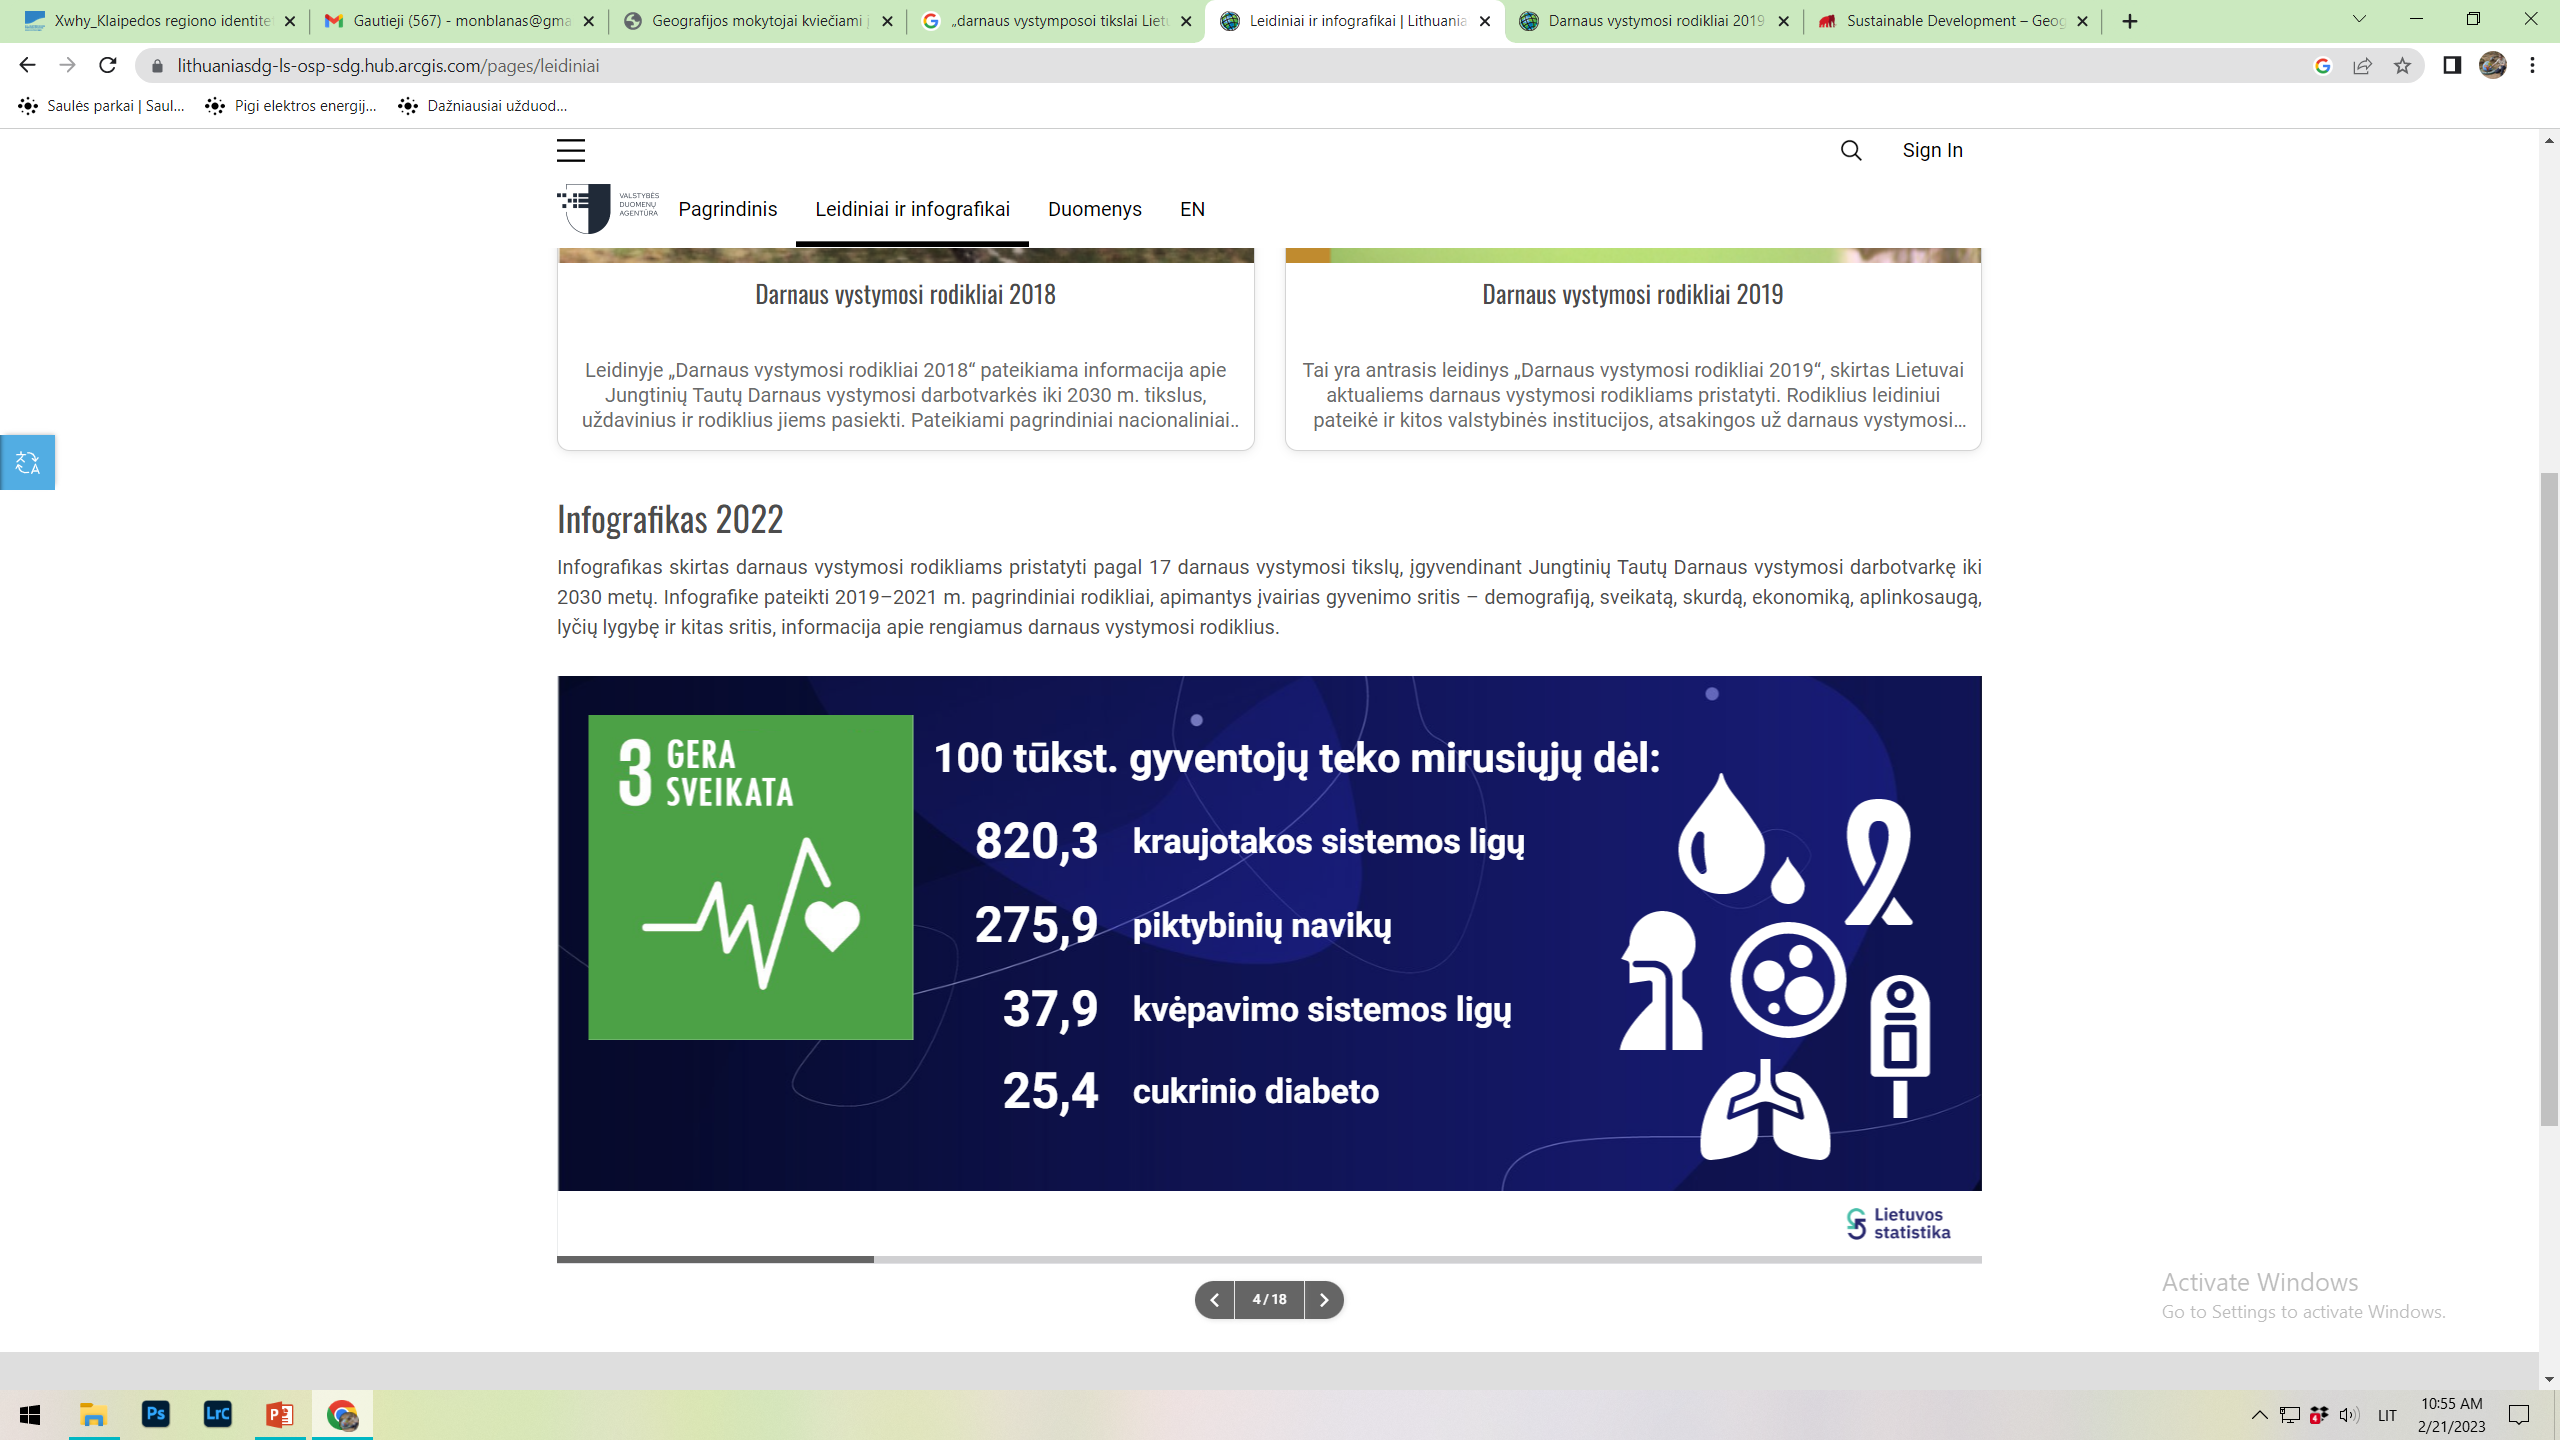 Xwhy_Klaipedos regiono identitet
Gautieji (567) - monblanas@gma
Geografijos mokytojai kviečiami į
„darnaus vystymposoi tikslai Lietu
Leidiniai ir infografikai | Lithuania
Darnaus vystymosi rodikliai 2019
Sustainable Development – Geog
lithuaniasdg-ls-osp-sdg.hub.arcgis.com/pages/leidiniai
Saulės parkai | Saul...
Pigi elektros energij...
Dažniausiai užduod...
Sign In
VALSTYBĖS
DUOMENŲ
AGENTŪRA
Pagrindinis
Leidiniai ir infografikai
Duomenys
EN
Darnaus vystymosi rodikliai 2018
Leidinyje „Darnaus vystymosi rodikliai 2018“ pateikiama informacija apie
Jungtinių Tautų Darnaus vystymosi darbotvarkės iki 2030 m. tikslus,
uždavinius ir rodiklius jiems pasiekti. Pateikiami pagrindiniai nacionaliniai..
Darnaus vystymosi rodikliai 2019
Tai yra antrasis leidinys „Darnaus vystymosi rodikliai 2019“, skirtas Lietuvai
aktualiems darnaus vystymosi rodikliams pristatyti. Rodiklius leidiniui
pateikė ir kitos valstybinės institucijos, atsakingos už darnaus vystymosi...
Infografikas 2022
Infografikas skirtas darnaus vystymosi rodikliams pristatyti pagal 17 darnaus vystymosi tikslų, įgyvendinant Jungtinių Tautų Darnaus vystymosi darbotvarkę iki
2030 metų. Infografike pateikti 2019–2021 m. pagrindiniai rodikliai, apimantys įvairias gyvenimo sritis – demografiją, sveikatą, skurdą, ekonomiką, aplinkosaugą,
lyčių lygybę ir kitas sritis, informacija apie rengiamus darnaus vystymosi rodiklius.
3 GERA
SVEIKATA
100 tūkst. gyventojų teko mirusiųjų dėl:
820,3 kraujotakos sistemos ligų
275,9 piktybinių navikų
37,9 kvėpavimo sistemos ligų
25,4 cukrinio diabeto
Lietuvos
statistika
4 / 18
Activate Windows
Go to Settings to activate Windows.
Ps
LrC
P
4
LIT
10:55 AM
2/21/2023